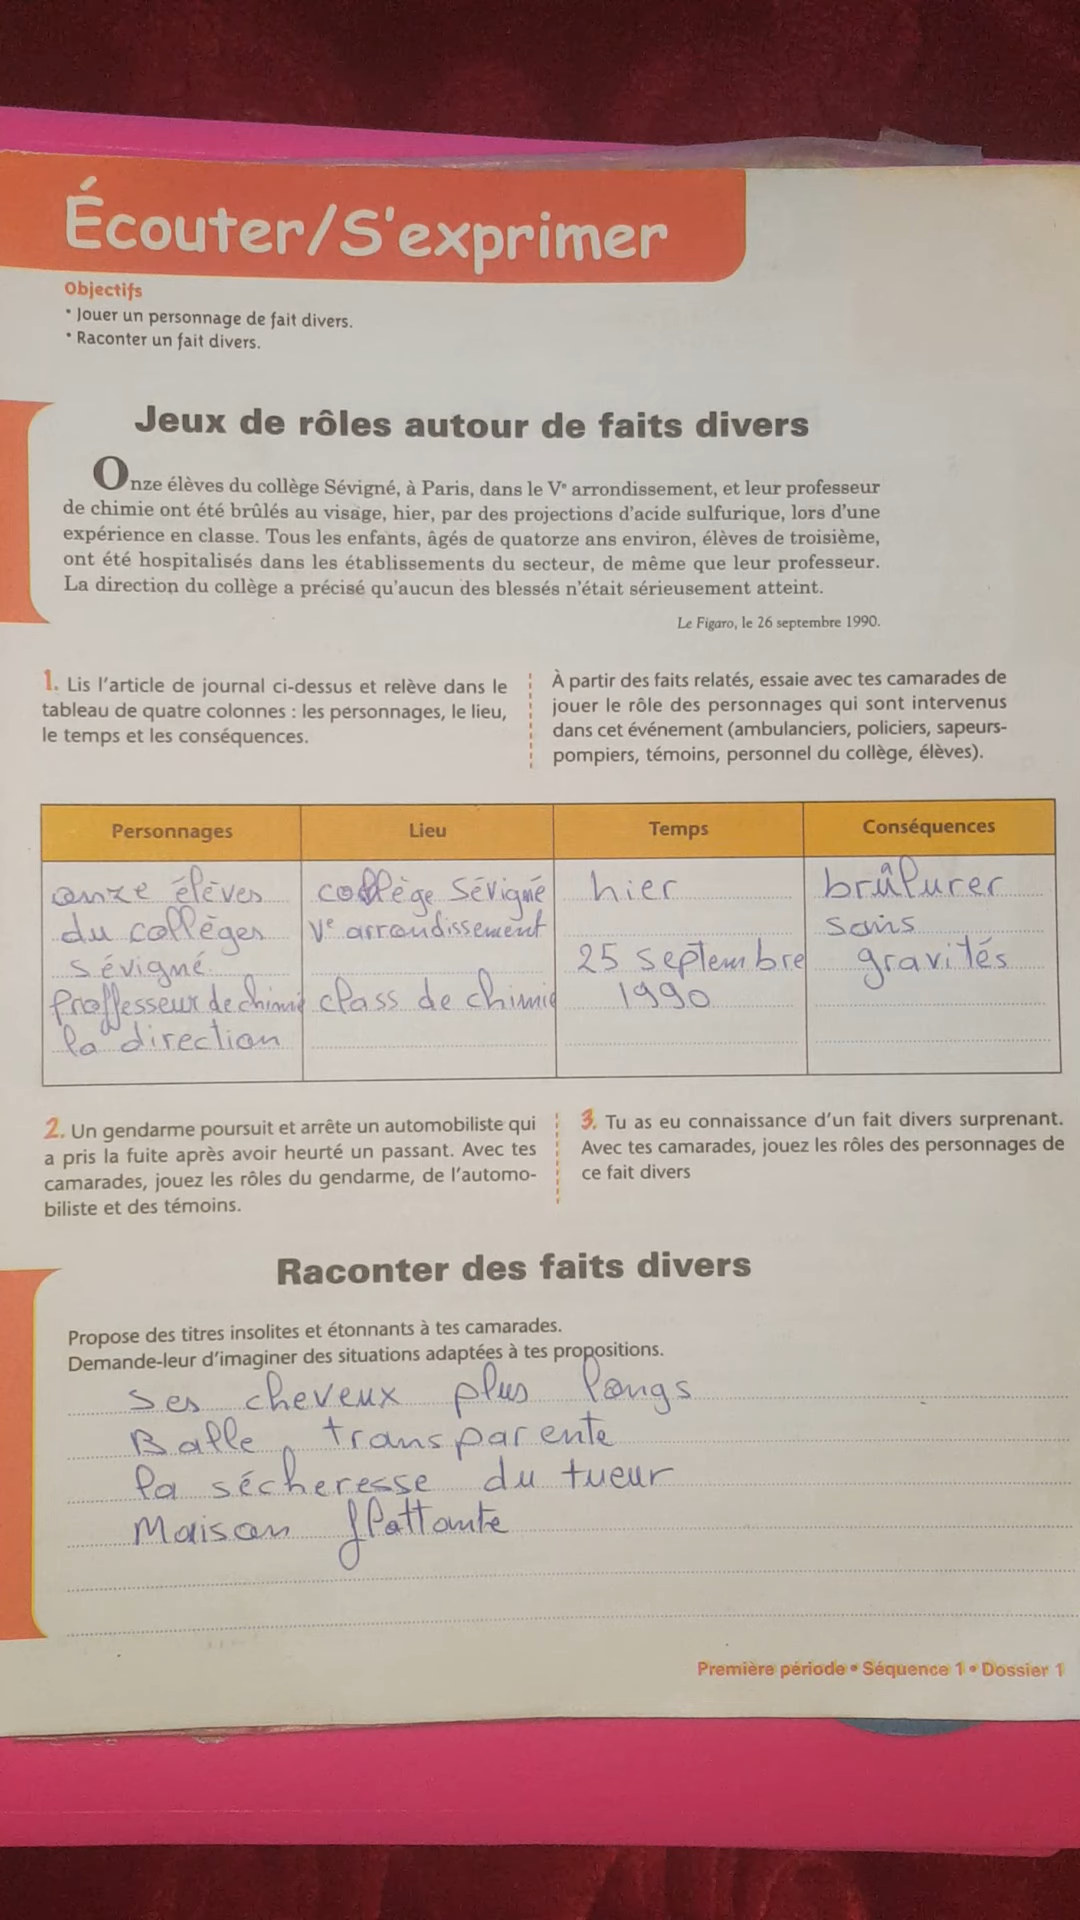 Écouter/S'exprimer
Objectifs
• Jouer un personnage de fait divers.
• Raconter un fait divers.
Jeux de rôles autour de faits divers
Onze élèves du collège Sévigné, à Paris, dans le Ve arrondissement, et leur professeur
de chimie ont été brûlés au visage, hier, par des projections d'acide sulfurique, lors d'une
expérience en classe. Tous les enfants, âgés de quatorze ans environ, élèves de troisième,
ont été hospitalisés dans les établissements du secteur, de même que leur professeur.
La direction du collège a précisé qu'aucun des blessés n'était sérieusement atteint.
Le Figaro, le 26 septembre 1990.
1. Lis l'article de journal ci-dessus et relève dans le
tableau de quatre colonnes : les personnages, le lieu,
le temps et les conséquences.
À partir des faits relatés, essaie avec tes camarades de
jouer le rôle des personnages qui sont intervenus
dans cet événement (ambulanciers, policiers, sapeurs-
pompiers, témoins, personnel du collège, élèves).
Personnages
onze élèves
du collèges
sévigné
proffesseur de chimie
la direction
Lieu
collège Sévigné
Ve arrondissement
class de chimie
Temps
hier
25 septembre
1990
Conséquences
brûlurer
sans
gravités
2. Un gendarme poursuit et arrête un automobiliste qui
a pris la fuite après avoir heurté un passant. Avec tes
camarades, jouez les rôles du gendarme, de l'automo-
biliste et des témoins.
3. Tu as eu connaissance d'un fait divers surprenant.
Avec tes camarades, jouez les rôles des personnages de
ce fait divers
Raconter des faits divers
Propose des titres insolites et étonnants à tes camarades.
Demande-leur d'imaginer des situations adaptées à tes propositions.
Ses cheveux plus longs
Balle transparente
la sécheresse du tueur
Maison flottante
Première période • Séquence 1 • Dossier 1